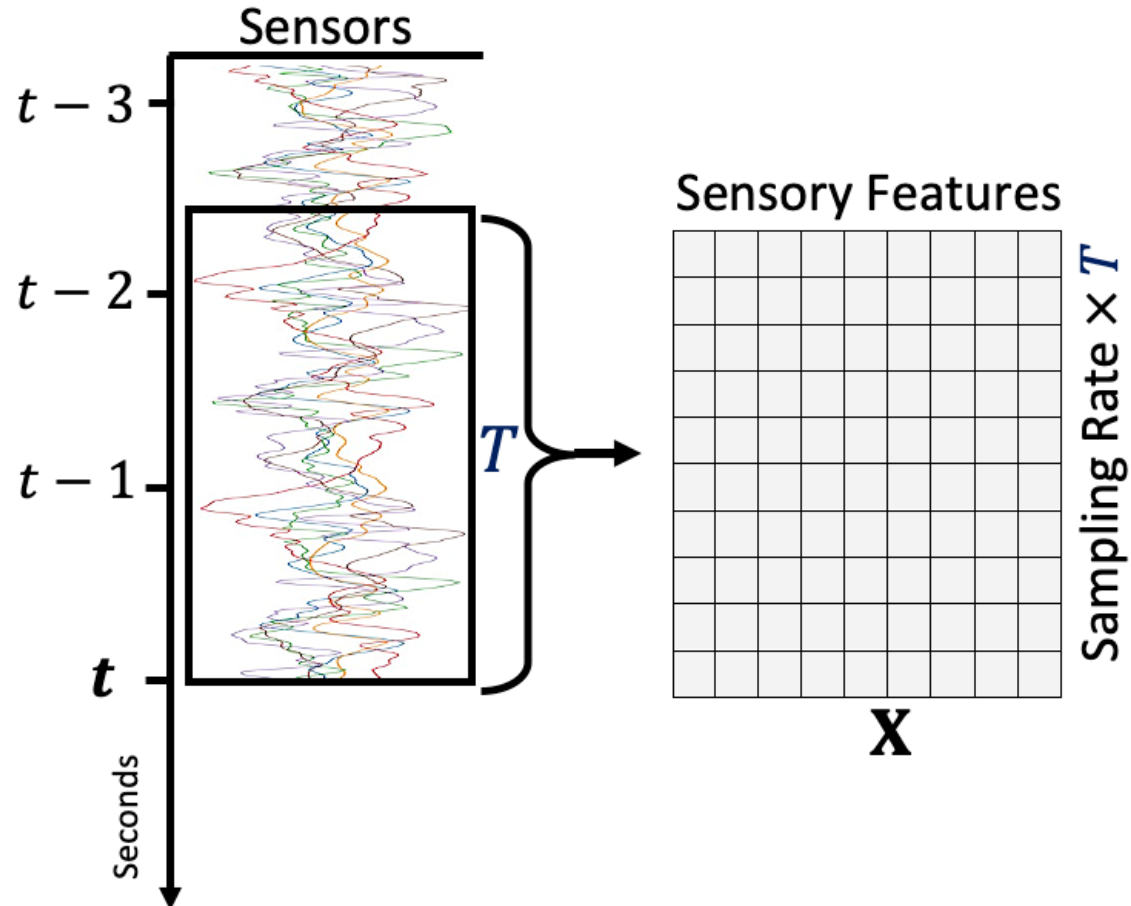 Sensors
t − 3
t − 2
t − 1
t
Seconds
T
Sensory Features
Sampling Rate × T
X